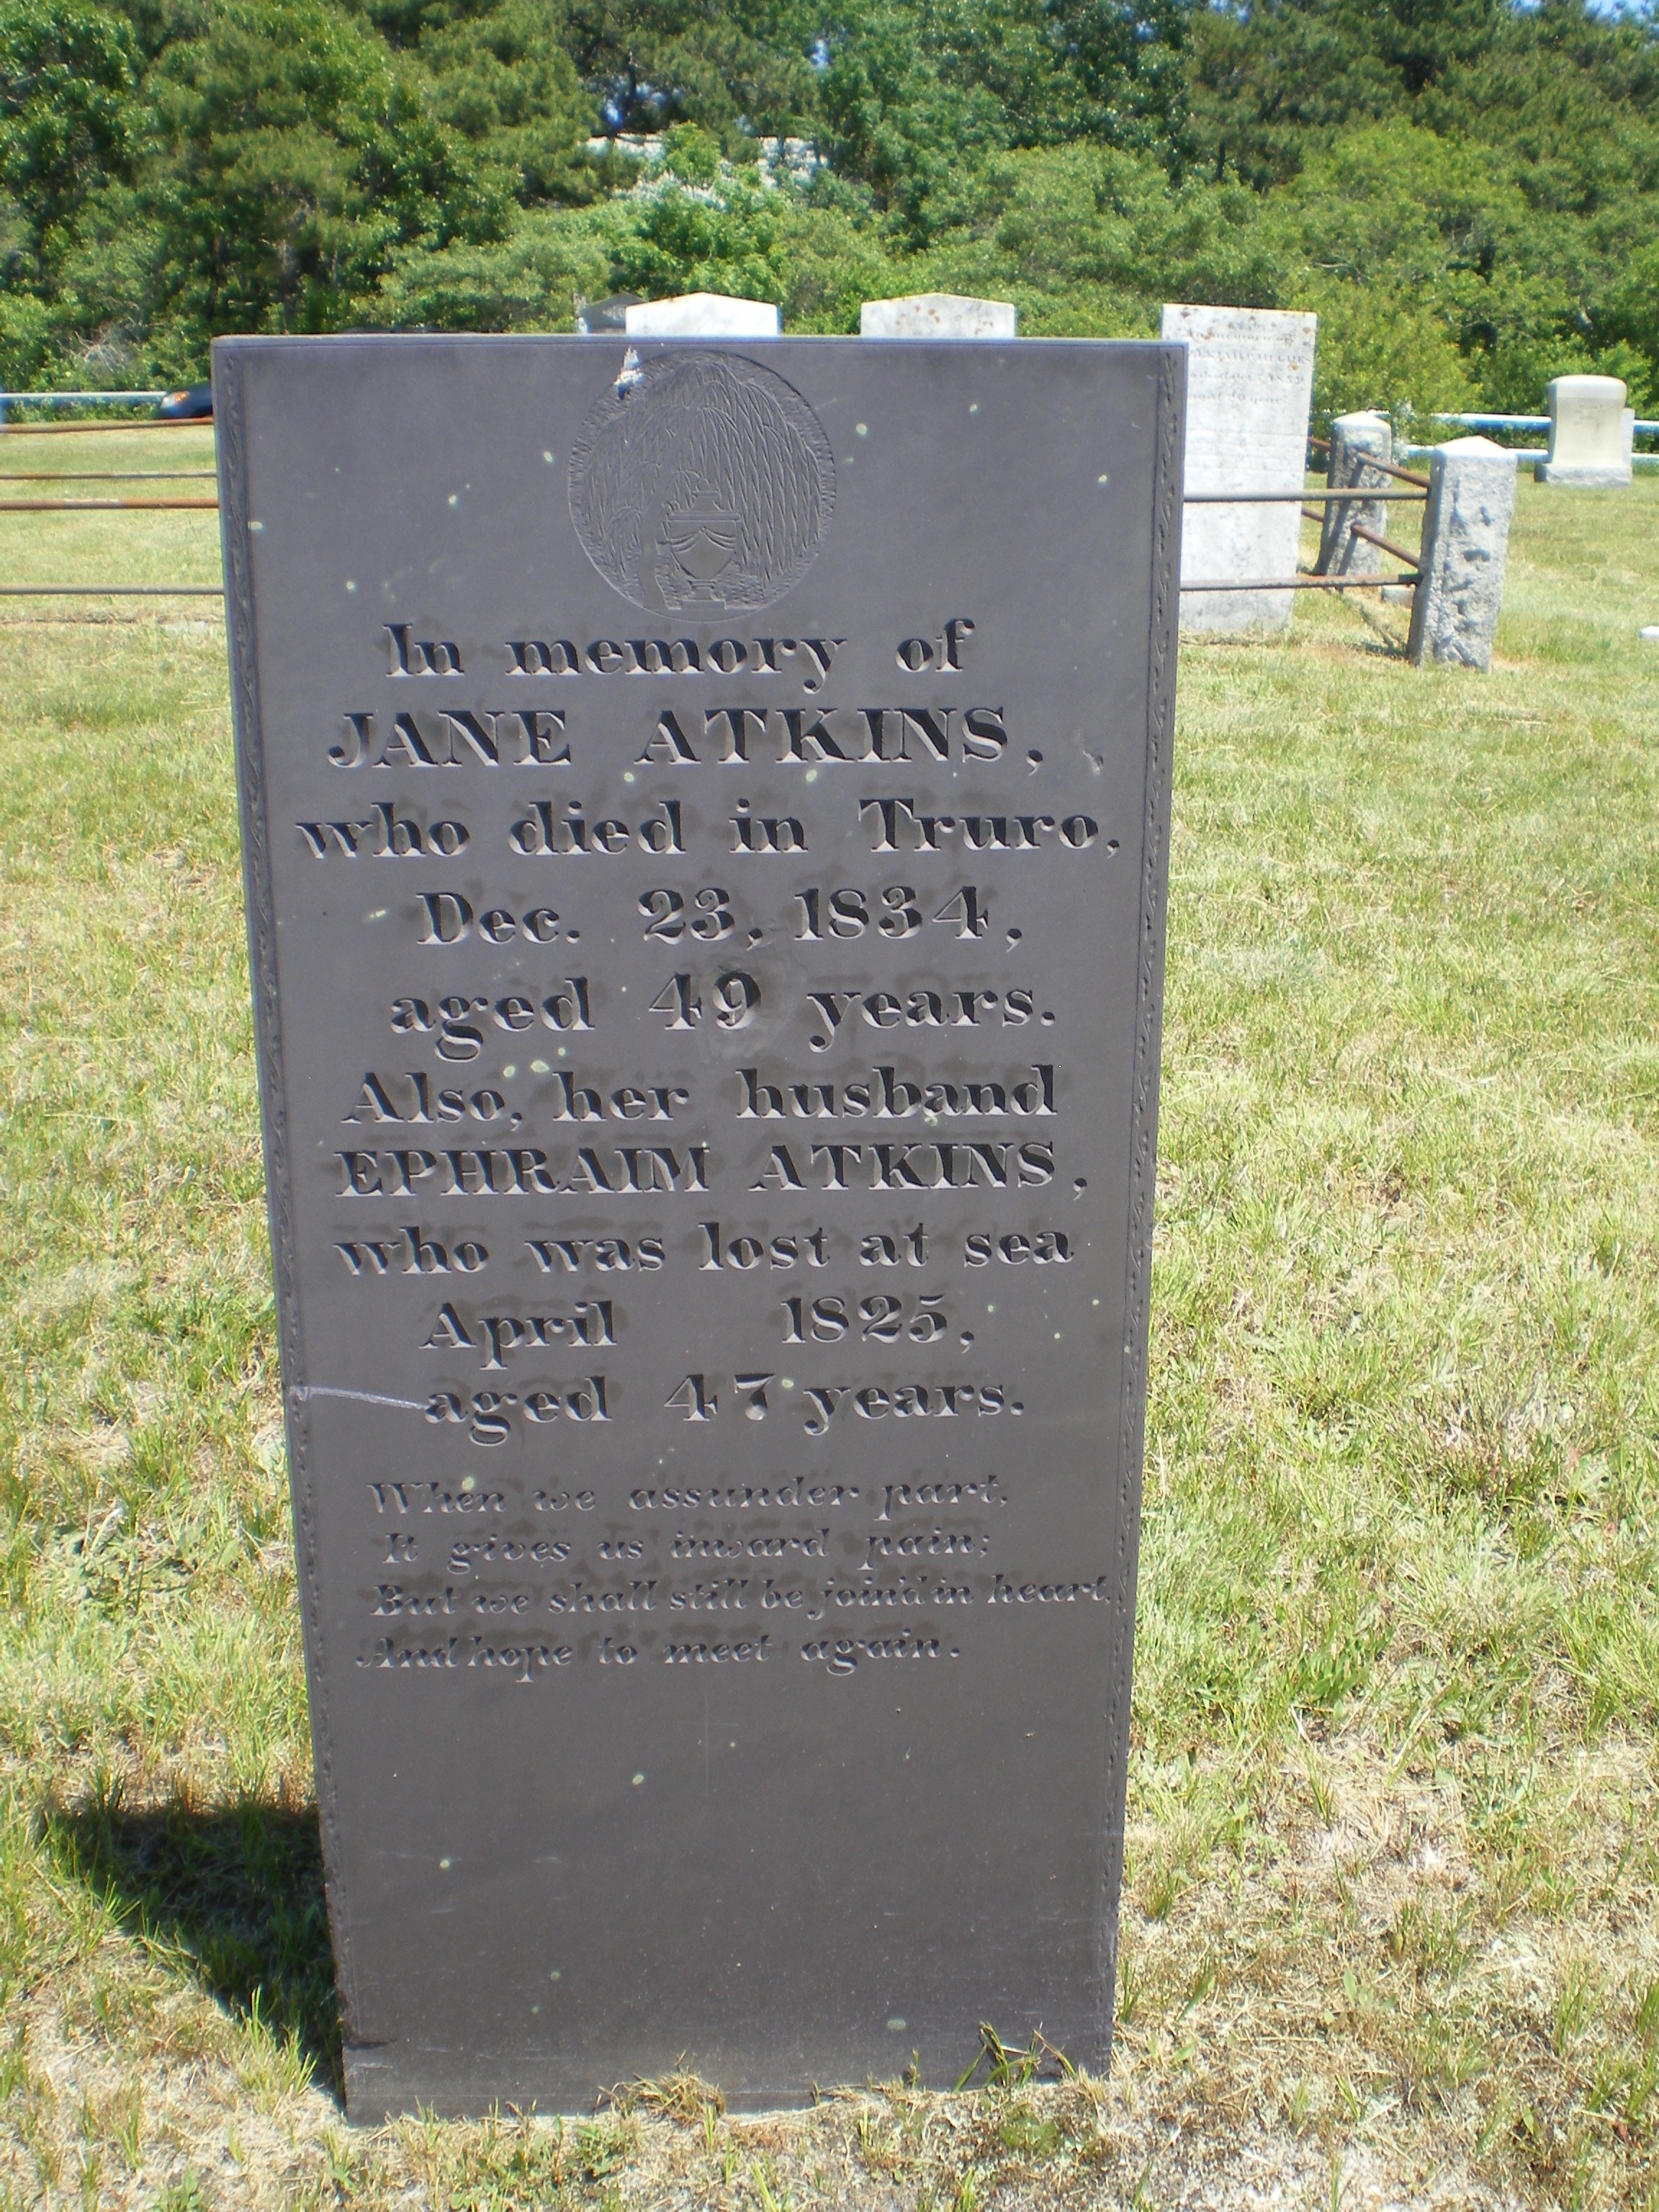 In memory of
JANE ATKINS,
who died in Truro,
Dec. 23, 1834,
aged 49 years.
Also, her husband
EPHRAIM ATKINS,
who was lost at sea
April 1825,
aged 47 years.
When we assunder part,
It gives us inward pain;
But we shall still be join'd in heart,
And hope to meet again.